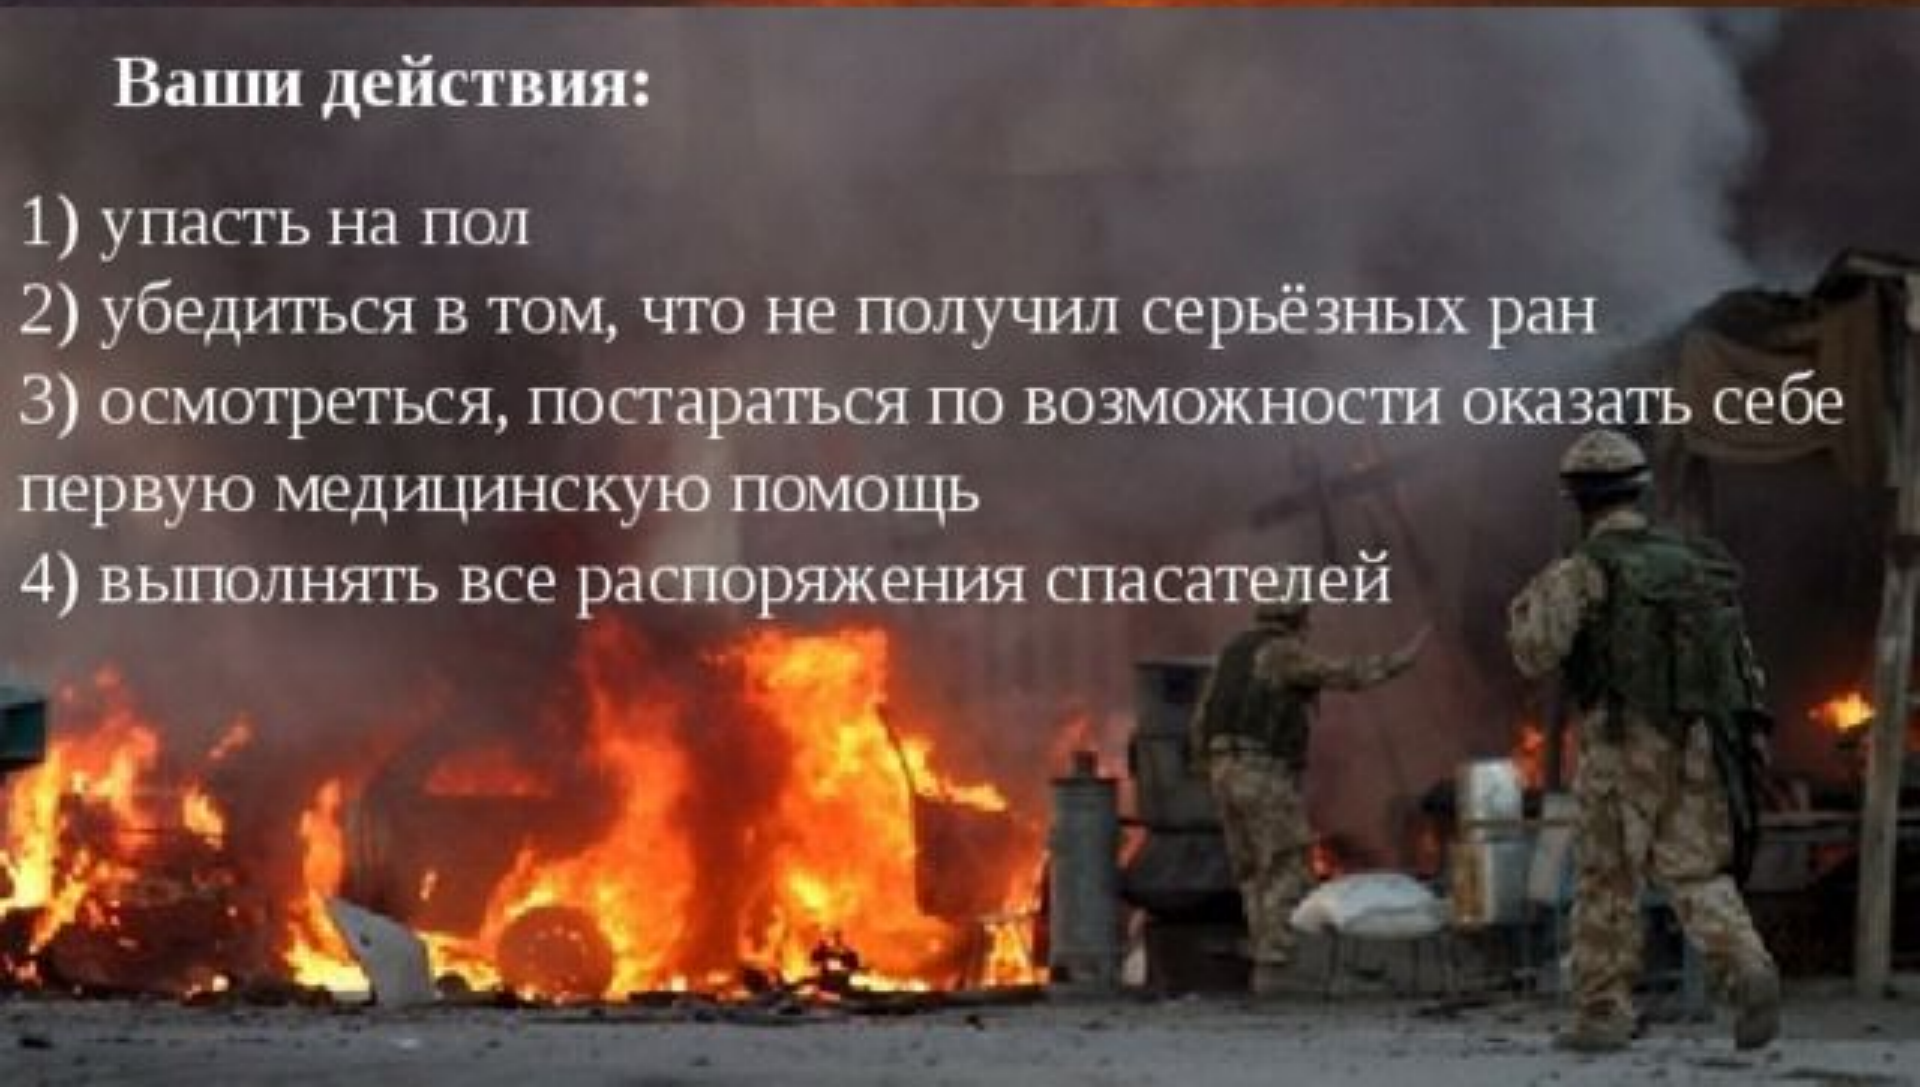 Ваши действия:
1) упасть на пол
2) убедиться в том, что не получил серьёзных ран
3) осмотреться, постараться по возможности оказать себе
первую медицинскую помощь
4) выполнять все распоряжения спасателей